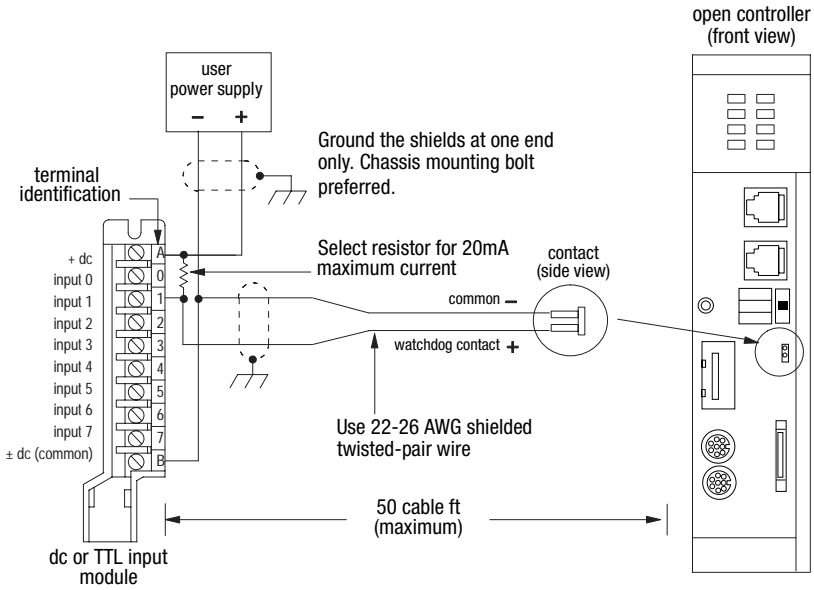 open controller
(front view)
user
power supply
– +
Ground the shields at one end
only. Chassis mounting bolt
preferred.
terminal
identification
Select resistor for 20mA
maximum current
contact
(side view)
+ dc
input 0
input 1
input 2
input 3
input 4
input 5
input 6
input 7
± dc (common)
A
0
1
2
3
4
5
6
7
B
common –
watchdog contact +
Use 22-26 AWG shielded
twisted-pair wire
50 cable ft
(maximum)
dc or TTL input
module